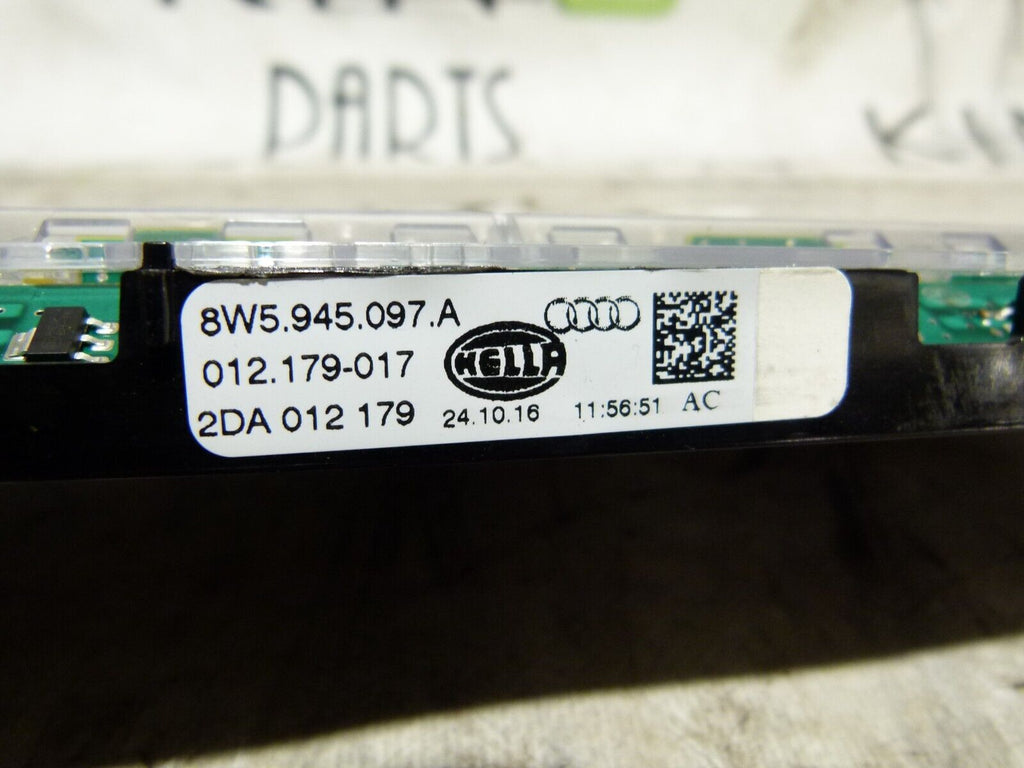 PARTS
8W5.945.097.A
012.179-017
HELLA
2DA 012 179
24.10.16 11:56:51 AC